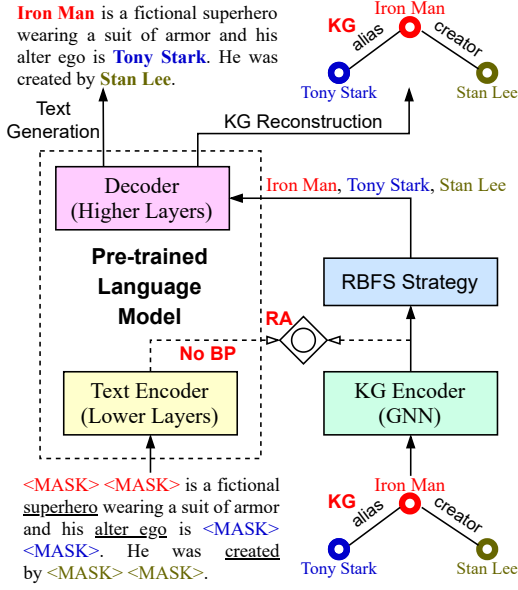 Iron Man is a fictional superhero
wearing a suit of armor and his
alter ego is Tony Stark. He was
created by Stan Lee.
Iron Man
KG
alias
creator
Tony Stark
Stan Lee
Text
Generation
KG Reconstruction
Decoder
(Higher Layers)
Iron Man, Tony Stark, Stan Lee
Pre-trained
Language
Model
RBFS Strategy
RA
No BP
Text Encoder
(Lower Layers)
KG Encoder
(GNN)
<MASK> <MASK> is a fictional
superhero wearing a suit of armor
and his alter ego is <MASK>
<MASK>. He was created
by <MASK> <MASK>.
Iron Man
KG
alias
creator
Tony Stark
Stan Lee